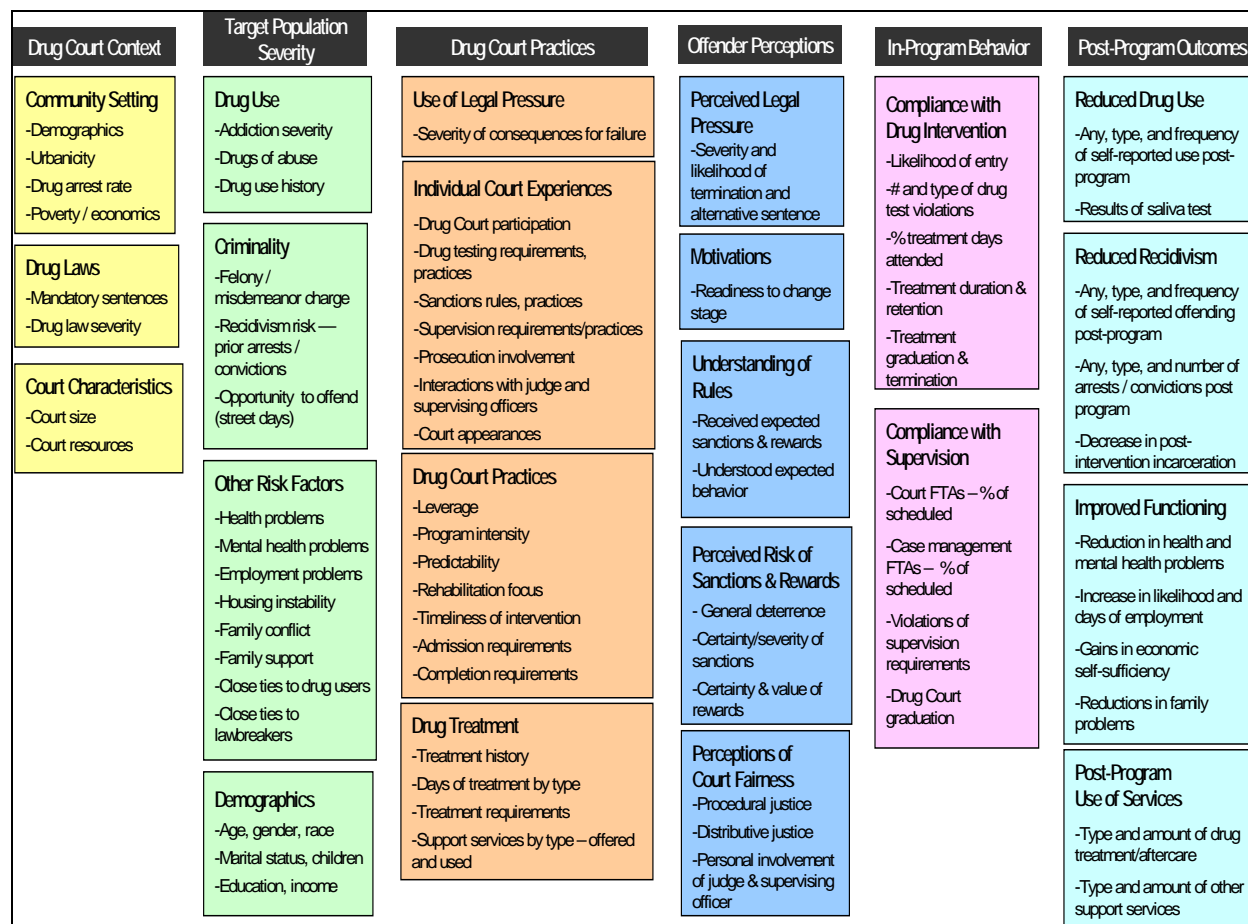 Drug Court Context
Community Setting
-Demographics
-Urbanicity
-Drug arrest rate
-Poverty / economics
Drug Laws
-Mandatory sentences
-Drug law severity
Court Characteristics
-Court size
-Court resources
Target Population
Severity
Drug Use
-Addiction severity
-Drugs of abuse
-Drug use history
Criminality
-Felony /
misdemeanor charge
-Recidivism risk —
prior arrests /
convictions
-Opportunity to offend
(street days)
Other Risk Factors
-Health problems
-Mental health problems
-Employment problems
-Housing instability
-Family conflict
-Family support
-Close ties to drug users
-Close ties to
lawbreakers
Demographics
-Age, gender, race
-Marital status, children
-Education, income
Drug Court Practices
Use of Legal Pressure
-Severity of consequences for failure
Individual Court Experiences
-Drug Court participation
-Drug testing requirements,
practices
-Sanctions rules, practices
-Supervision requirements/practices
-Prosecution involvement
-Interactions with judge and
supervising officers
-Court appearances
Drug Court Practices
-Leverage
-Program intensity
-Predictability
-Rehabilitation focus
-Timeliness of intervention
-Admission requirements
-Completion requirements
Drug Treatment
-Treatment history
-Days of treatment by type
-Treatment requirements
-Support services by type – offered
and used
Offender Perceptions
Perceived Legal
Pressure
-Severity and
likelihood of
termination and
alternative sentence
Motivations
-Readiness to change
stage
Understanding of
Rules
-Received expected
sanctions & rewards
-Understood expected
behavior
Perceived Risk of
Sanctions & Rewards
- General deterrence
-Certainty/severity of
sanctions
-Certainty & value of
rewards
Perceptions of
Court Fairness
-Procedural justice
-Distributive justice
-Personal involvement
of judge & supervising
officer
In-Program Behavior
Compliance with
Drug Intervention
-Likelihood of entry
-# and type of drug
test violations
-% treatment days
attended
-Treatment duration &
retention
-Treatment
graduation &
termination
Compliance with
Supervision
-Court FTAs – % of
scheduled
-Case management
FTAs – % of
scheduled
-Violations of
supervision
requirements
-Drug Court
graduation
Post-Program Outcomes
Reduced Drug Use
-Any, type, and frequency
of self-reported use post-
program
-Results of saliva test
Reduced Recidivism
-Any, type, and frequency
of self-reported offending
post-program
-Any, type, and number of
arrests / convictions post
program
-Decrease in post-
intervention incarceration
Improved Functioning
-Reduction in health and
mental health problems
-Increase in likelihood and
days of employment
-Gains in economic
self-sufficiency
-Reductions in family
problems
Post-Program
Use of Services
-Type and amount of drug
treatment/aftercare
-Type and amount of other
support services